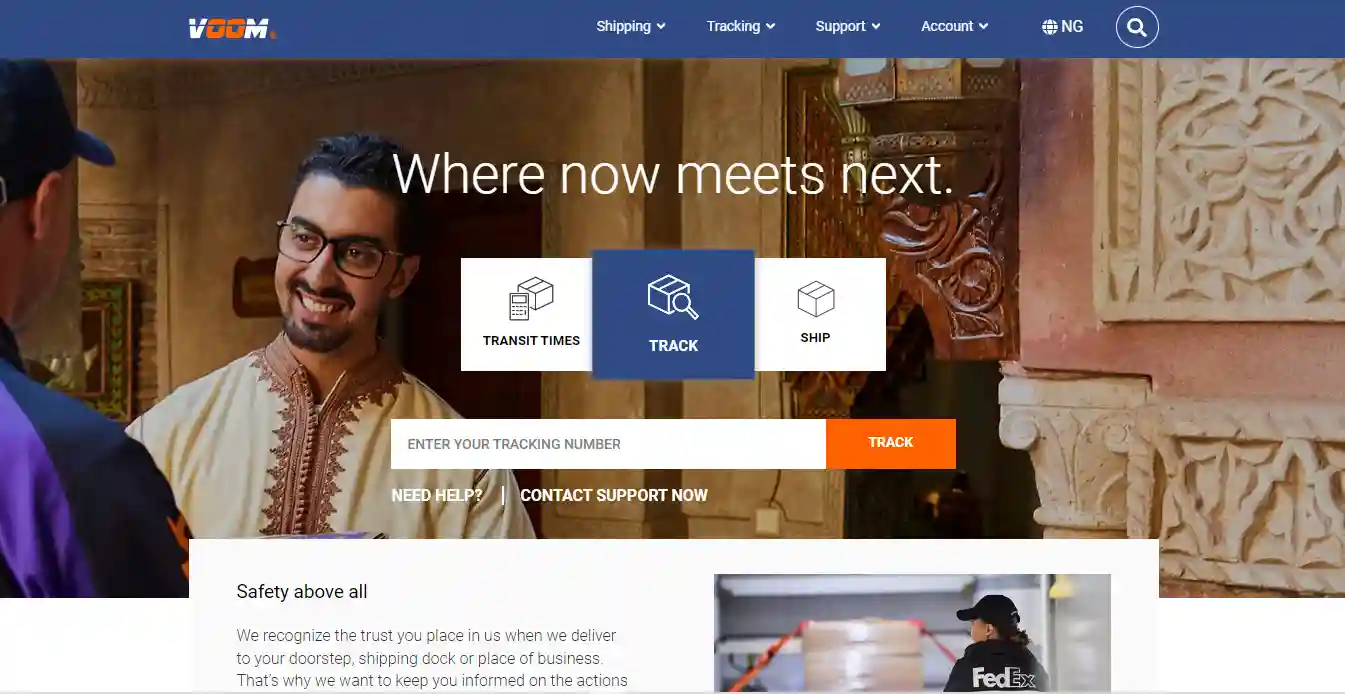 VOOM
Shipping
Tracking
Support
Account
NG
Where now meets next.
TRANSIT TIMES
TRACK
SHIP
ENTER YOUR TRACKING NUMBER
TRACK
NEED HELP? | CONTACT SUPPORT NOW
Safety above all
We recognize the trust you place in us when we deliver
to your doorstep, shipping dock or place of business.
That's why we want to keep you informed on the actions
FedEx